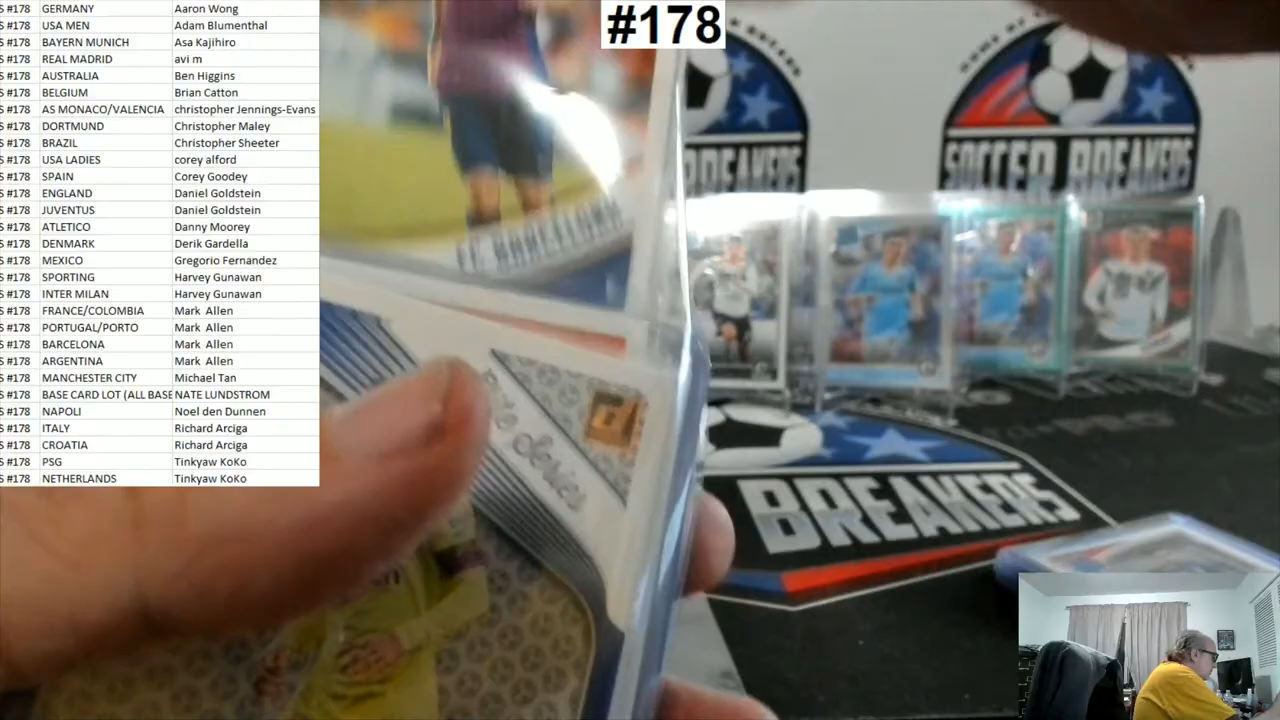 #178
S #178 GERMANY Aaron Wong
S #178 USA MEN Adam Blumenthal
S #178 BAYERN MUNICH Asa Kajihiro
S #178 REAL MADRID avi m
S #178 AUSTRALIA Ben Higgins
S #178 BELGIUM Brian Catton
S #178 AS MONACO/VALENCIA christopher Jennings-Evans
S #178 DORTMUND Christopher Maley
S #178 BRAZIL Christopher Sheeter
S #178 USA LADIES corey alford
S #178 SPAIN Corey Goodey
S #178 ENGLAND Daniel Goldstein
S #178 JUVENTUS Daniel Goldstein
S #178 ATLETICO Danny Moorey
S #178 DENMARK Derik Gardella
S #178 MEXICO Gregorio Fernandez
S #178 SPORTING Harvey Gunawan
S #178 INTER MILAN Harvey Gunawan
S #178 FRANCE/COLOMBIA Mark Allen
S #178 PORTUGAL/PORTO Mark Allen
S #178 BARCELONA Mark Allen
S #178 ARGENTINA Mark Allen
S #178 MANCHESTER CITY Michael Tan
S #178 BASE CARD LOT (ALL BASE NATE LUNDSTROM
S #178 NAPOLI Noel den Dunnen
S #178 ITALY Richard Arciga
S #178 CROATIA Richard Arciga
S #178 PSG Tinkyaw KoKo
S #178 NETHERLANDS Tinkyaw KoKo
BREAKERS
SOCCER BREAKERS
FC BARCELONA
Series
BREAKERS